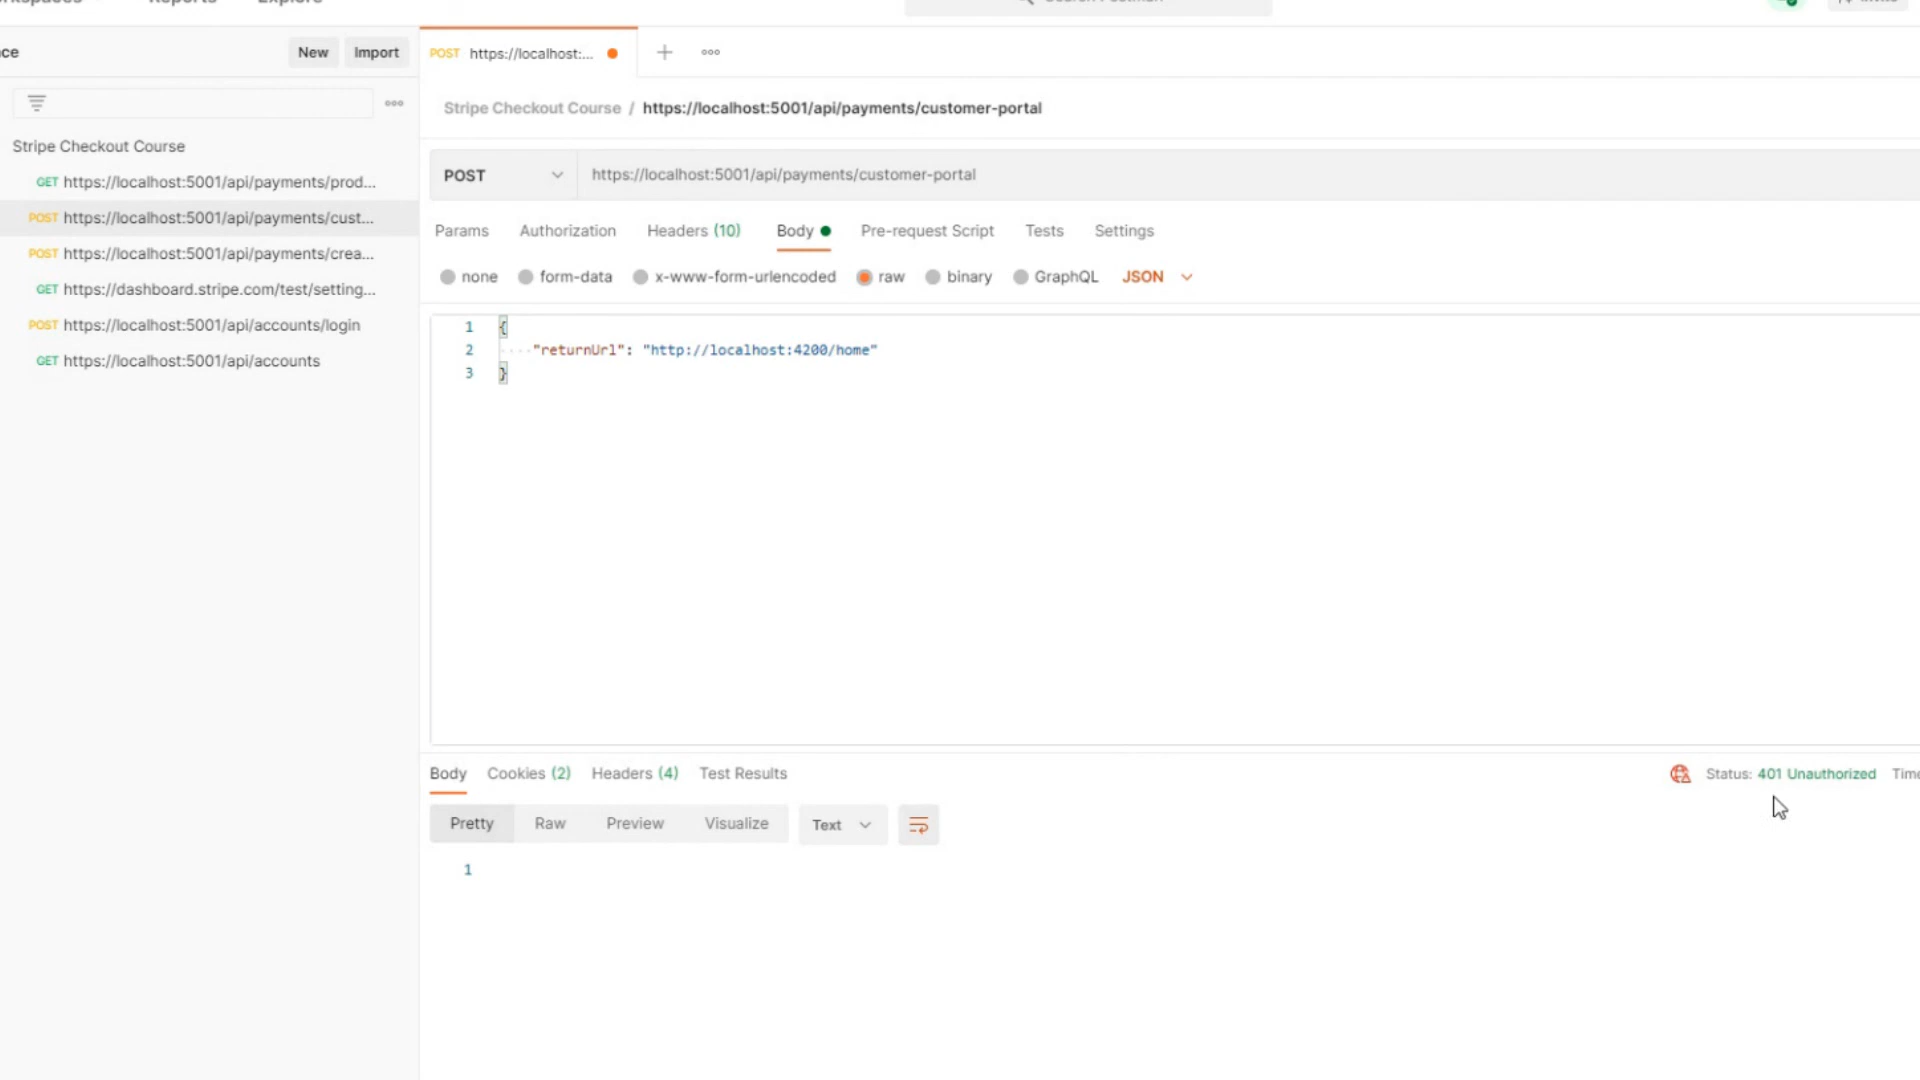 Reports Explore
ce New Import POST https://localhost:...
Stripe Checkout Course / https://localhost:5001/api/payments/customer-portal
Stripe Checkout Course
GET https://localhost:5001/api/payments/prod...
POST https://localhost:5001/api/payments/cust...
POST https://localhost:5001/api/payments/crea...
GET https://dashboard.stripe.com/test/setting...
POST https://localhost:5001/api/accounts/login
GET https://localhost:5001/api/accounts
POST https://localhost:5001/api/payments/customer-portal
Params Authorization Headers (10) Body Pre-request Script Tests Settings
none form-data x-www-form-urlencoded raw binary GraphQL JSON
1 {
2 "returnUrl": "http://localhost:4200/home"
3 }
Body Cookies (2) Headers (4) Test Results Status: 401 Unauthorized Time
Pretty Raw Preview Visualize Text
1